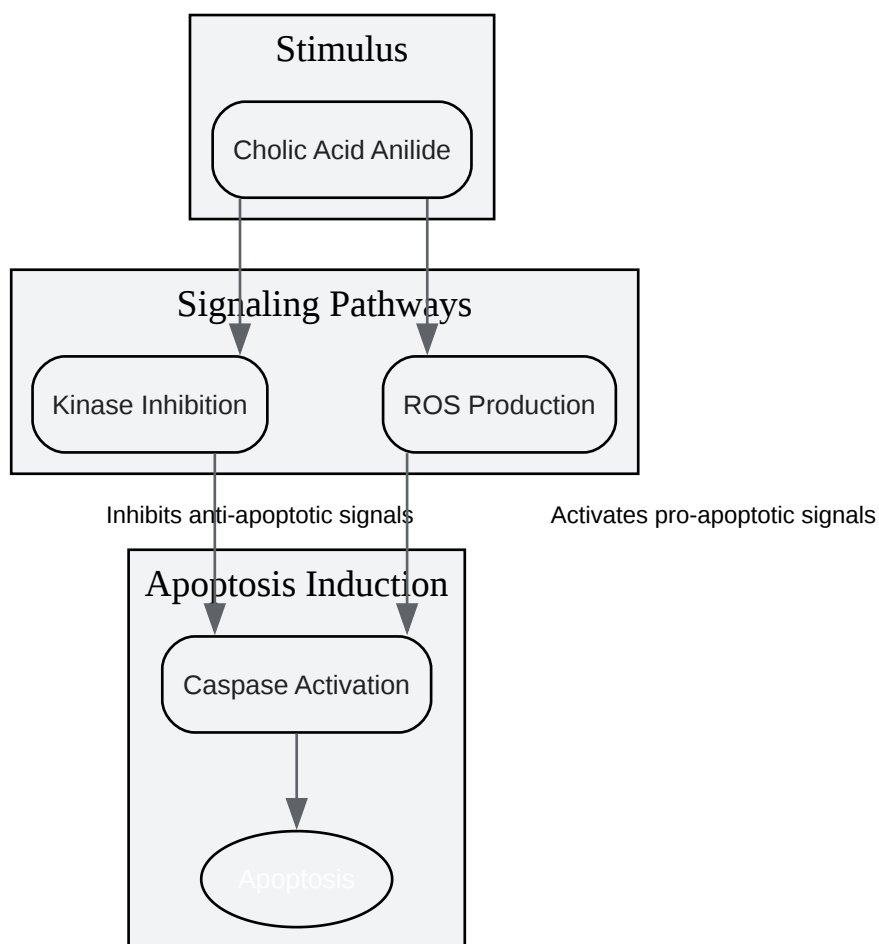 Stimulus
Cholic Acid Anilide
Signaling Pathways
Kinase Inhibition
ROS Production
Inhibits anti-apoptotic signals
Activates pro-apoptotic signals
Apoptosis Induction
Caspase Activation
Apoptosis